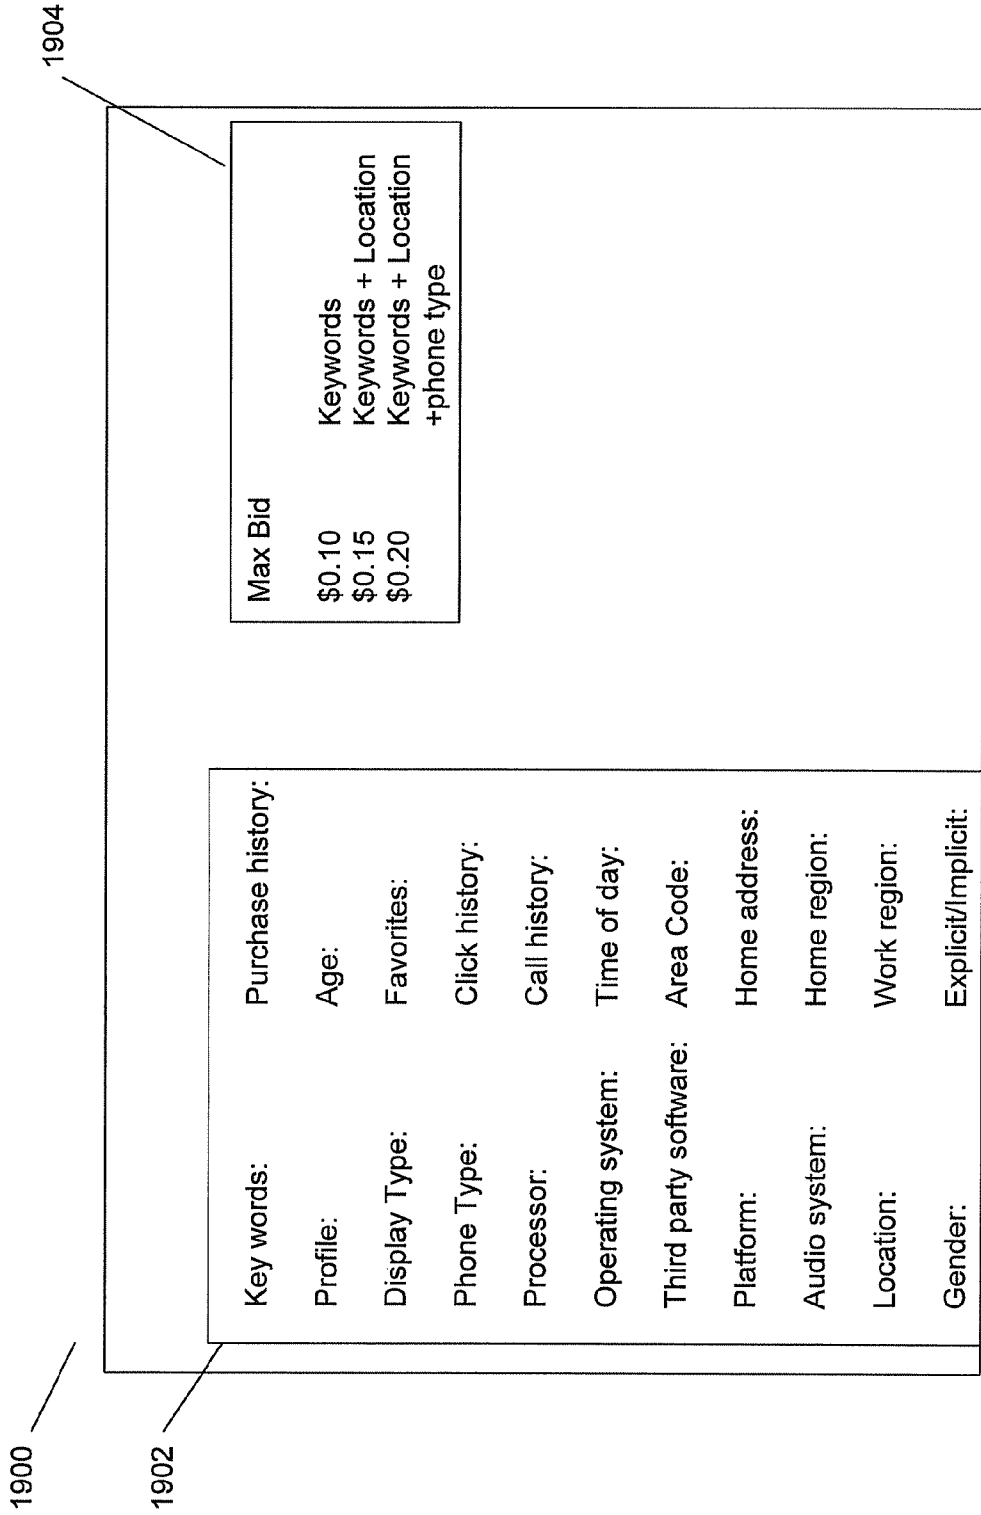 1900
1902
1904
Key words:
Profile:
Display Type:
Phone Type:
Processor:
Operating system:
Third party software:
Platform:
Audio system:
Location:
Gender:
Purchase history:
Age:
Favorites:
Click history:
Call history:
Time of day:
Area Code:
Home address:
Home region:
Work region:
Explicit/Implicit:
Max Bid
$0.10 Keywords
$0.15 Keywords + Location
$0.20 Keywords + Location
+phone type